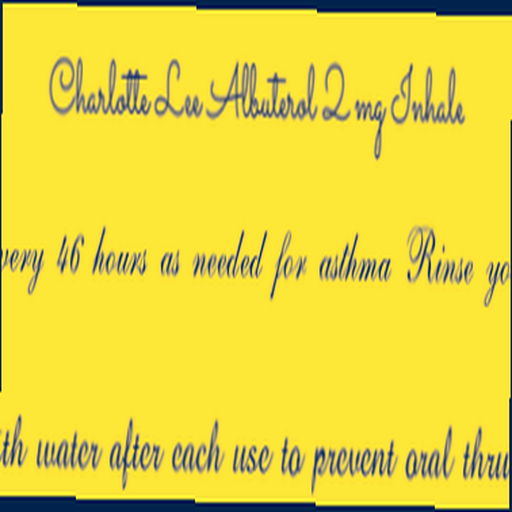 Charlotte Lee Albuterol 2 mg Inhale
very 46 hours as needed for asthma Rinse yo
th water after each use to prevent oral thru